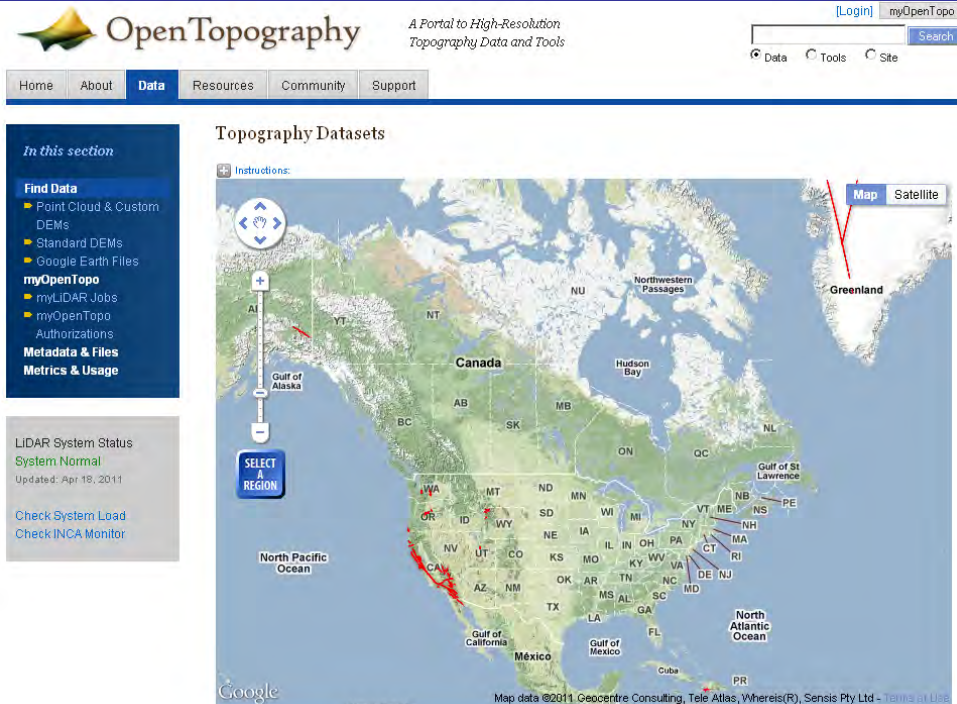 OpenTopography
A Portal to High-Resolution
Topography Data and Tools
[Login] myOpenTopo
Search
Data Tools Site
Home About Data Resources Community Support
In this section
Find Data
Point Cloud & Custom
DEMs
Standard DEMs
Google Earth Files
myOpenTopo
myLiDAR Jobs
myOpenTopo
Authorizations
Metadata & Files
Metrics & Usage
LiDAR System Status
System Normal
Updated: Apr 18, 2011
Check System Load
Check INCA Monitor
Topography Datasets
Instructions:
Map Satellite
Greenland
Northwestern
Passages
NU
YT
NT
Canada
Hudson
Bay
Gulf of
Alaska
AB
MB
BC
SK
NL
ON
QC
Gulf of St
Lawrence
SELECT
A
REGION
WA
MT
ND
MN
NB
PE
OR
ID
WY
SD
WI
MI
VT
ME
NS
NY
NH
NE
IA
MA
NV
UT
CO
IL
IN
OH
PA
CT
RI
North Pacific
Ocean
CA
KS
MO
KY
WV
VA
DE
NJ
AZ
NM
OK
AR
TN
NC
MD
MS
AL
SC
TX
GA
LA
North
Atlantic
Ocean
FL
Gulf of
California
Gulf of
Mexico
México
Cuba
PR
Google
Map data ©2011 Geocentre Consulting, Tele Atlas, Whereis(R), Sensis Pty Ltd - Terms of Use